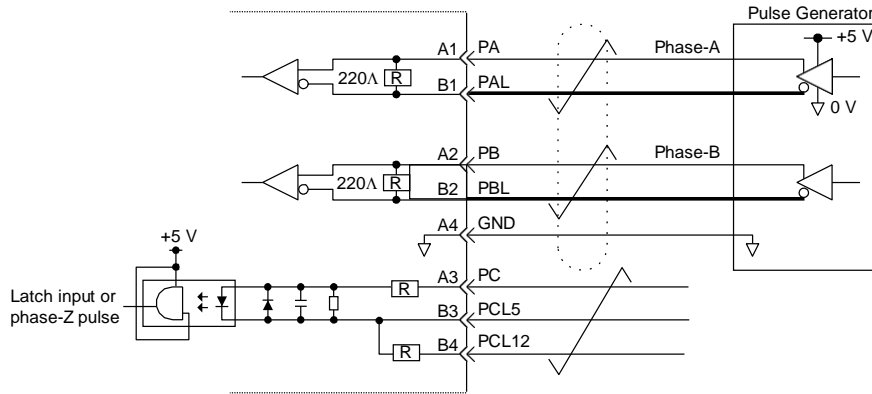 Pulse Generator
+5 V
A1 PA Phase-A
220Λ R
B1 PAL
0 V
A2 PB Phase-B
220Λ R
B2 PBL
A4 GND
+5 V
A3 PC
R
Latch input or
phase-Z pulse
B3 PCL5
B4 PCL12
R